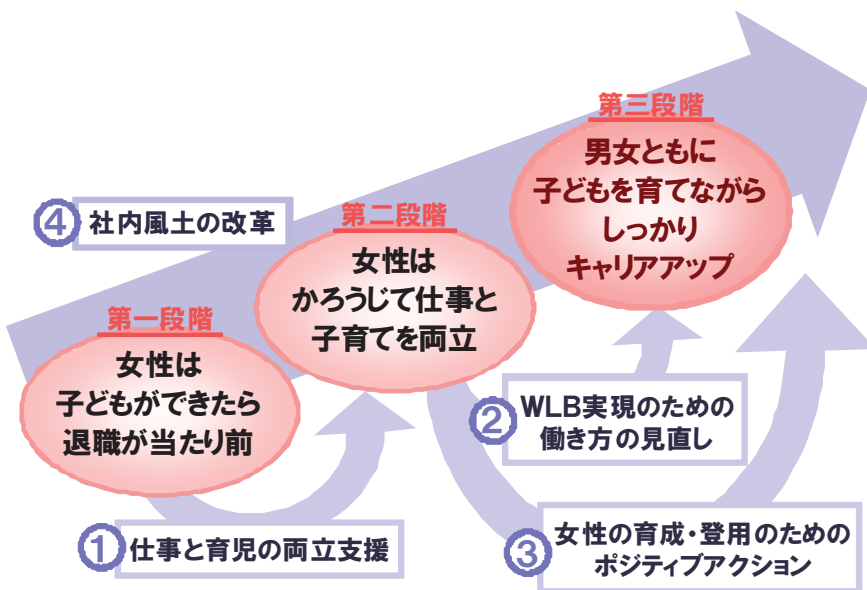 第三段階
男女ともに
子どもを育てながら
しっかり
キャリアアップ
④ 社内風土の改革
第二段階
女性は
かろうじて仕事と
子育てを両立
第一段階
女性は
子どもができたら
退職が当たり前
② WLB実現のための
働き方の見直し
① 仕事と育児の両立支援
③ 女性の育成・登用のための
ポジティブアクション